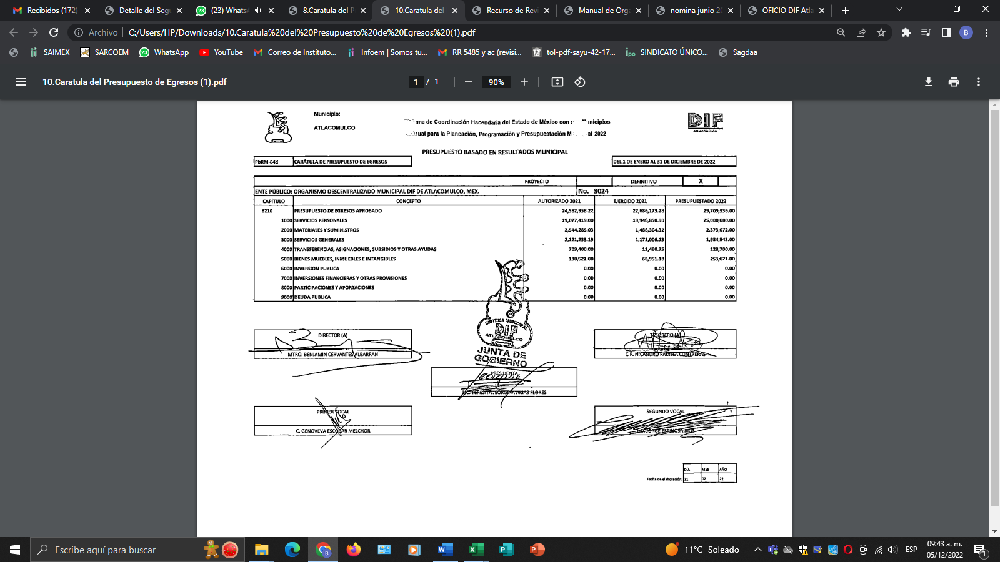 Recibidos (172)
Detalle del Seg
(23) Whats
8.Caratula del P
10.Caratula del
Recurso de Rev
Manual de Orga
nomina junio 20
OFICIO DIF Atla
Archivo C:/Users/HP/Downloads/10.Caratula%20del%20Presupuesto%20de%20Egresos%20(1).pdf
B
SAIMEX SARCOEM WhatsApp YouTube Correo de Instituto... Infoem | Somos tu... RR 5485 y ac (revisi... tol-pdf-sayu-42-17... SINDICATO ÚNICO... Sagdaa
10.Caratula del Presupuesto de Egresos (1).pdf 1 / 1 90%
Municipio:
ATLACOMULCO
de Coordinación Hacendaria del Estado de México con Municipios
para la Planeación, Programación y Presupuestación 2022
DIF
ATLACOMULCO
PRESUPUESTO BASADO EN RESULTADOS MUNICIPAL
PbRM-04d CARÁTULA DE PRESUPUESTO DE EGRESOS DEL 1 DE ENERO AL 31 DE DICIEMBRE DE 2022
PROYECTO DEFINITIVO X
ENTE PÚBLICO: ORGANISMO DESCENTRALIZADO MUNICIPAL DIF DE ATLACOMULCO, MEX. No. 3024
CAPÍTULO CONCEPTO AUTORIZADO 2021 EJERCIDO 2021 PRESUPUESTADO 2022
8210 PRESUPUESTO DE EGRESOS APROBADO 24,582,958.22 22,686,173.28 29,709,936.00
1000 SERVICIOS PERSONALES 19,077,419.00 19,946,850.90 25,000,000.00
2000 MATERIALES Y SUMINISTROS 2,544,285.03 1,488,304.32 2,373,072.00
3000 SERVICIOS GENERALES 2,121,233.19 1,171,006.13 1,954,543.00
4000 TRANSFERENCIAS, ASIGNACIONES, SUBSIDIOS Y OTRAS AYUDAS 709,400.00 11,460.75 128,700.00
5000 BIENES MUEBLES, INMUEBLES E INTANGIBLES 130,621.00 68,551.18 253,621.00
6000 INVERSION PUBLICA 0.00 0.00 0.00
7000 INVERSIONES FINANCIERAS Y OTRAS PROVISIONES 0.00 0.00 0.00
8000 PARTICIPACIONES Y APORTACIONES 0.00 0.00 0.00
9000 DEUDA PUBLICA 0.00 0.00 0.00
SISTEMA MUNICIPAL
DIF
ATLACOMULCO
JUNTA DE
GOBIERNO
DIRECTOR (A)
MTRO. BENJAMIN CERVANTES ALBARRAN
TESORERO (A)
C.P. NICANDRO PADILLA CONTRERAS
PRESIDENTA
LIC. TERESITA JEORGINA ARIAS FLORES
PRIMER VOCAL
C. GENOVEVA ESCOBAR MELCHOR
SEGUNDO VOCAL
JORGE ESPINOSA
DÍA MES AÑO
Fecha de elaboración: 21 02 22
Escribe aquí para buscar
11°C Soleado
ESP
09:43 a. m.
05/12/2022
1